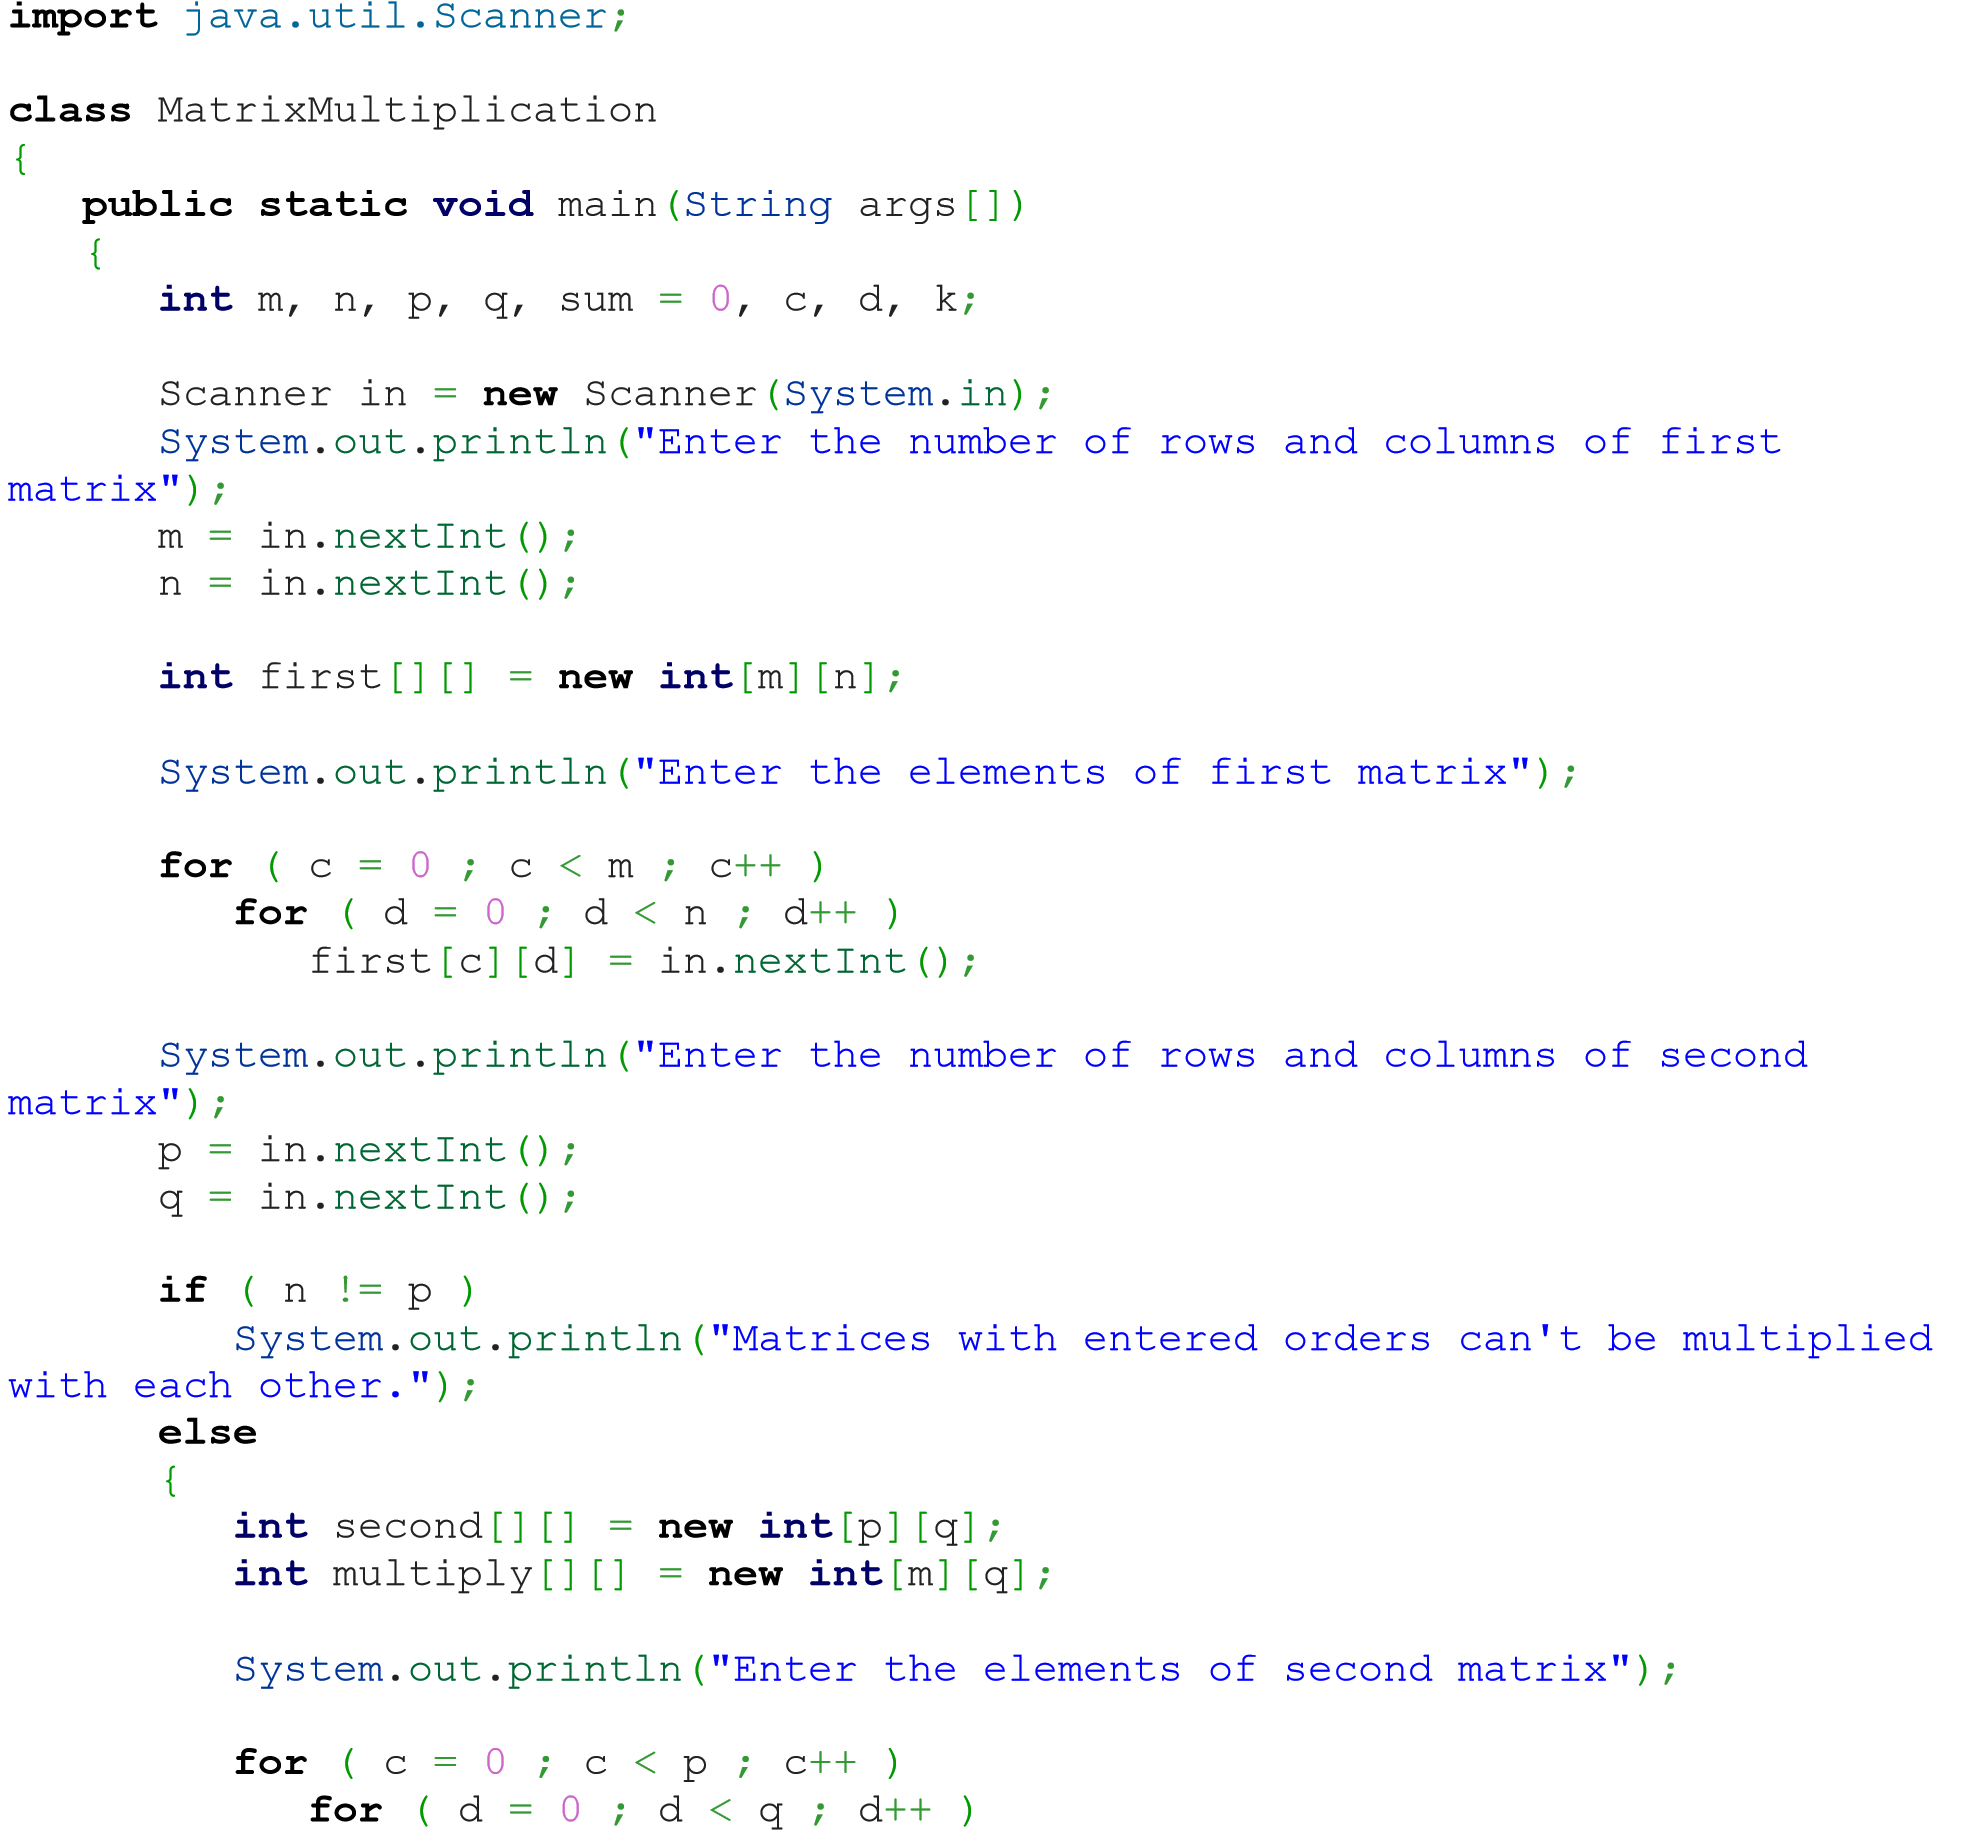 import java.util.Scanner;
class MatrixMultiplication
{
   public static void main(String args[])
   {
      int m, n, p, q, sum = 0, c, d, k;
      Scanner in = new Scanner(System.in);
      System.out.println("Enter the number of rows and columns of first
matrix");
      m = in.nextInt();
      n = in.nextInt();
      int first[][] = new int[m][n];
      System.out.println("Enter the elements of first matrix");
      for ( c = 0 ; c < m ; c++ )
         for ( d = 0 ; d < n ; d++ )
            first[c][d] = in.nextInt();
      System.out.println("Enter the number of rows and columns of second
matrix");
      p = in.nextInt();
      q = in.nextInt();
      if ( n != p )
         System.out.println("Matrices with entered orders can't be multiplied
with each other.");
      else
      {
         int second[][] = new int[p][q];
         int multiply[][] = new int[m][q];
         System.out.println("Enter the elements of second matrix");
         for ( c = 0 ; c < p ; c++ )
            for ( d = 0 ; d < q ; d++ )